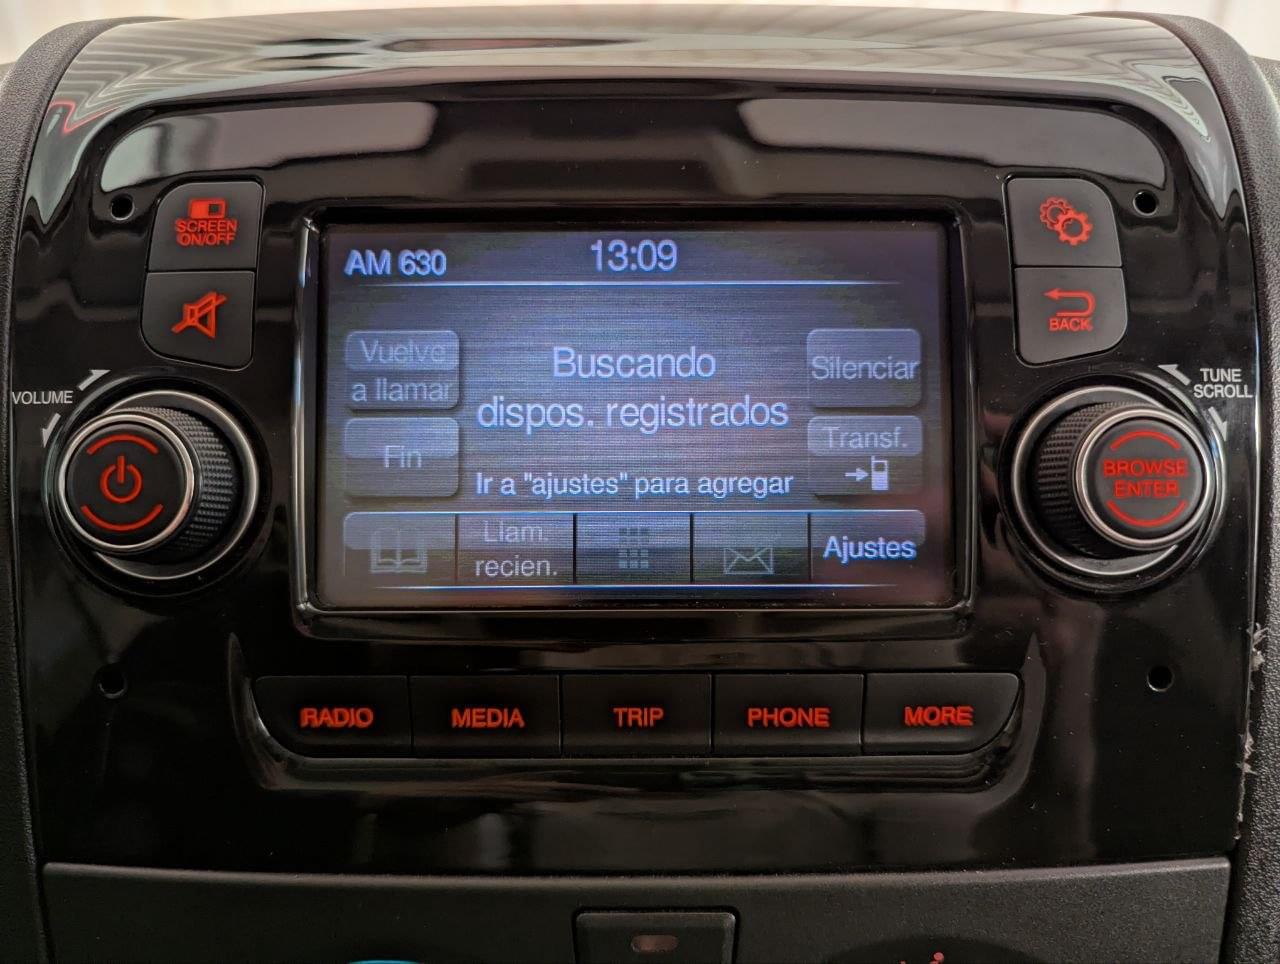 SCREEN
ON/OFF
VOLUME
AM 630
13:09
Vuelve
a llamar
Buscando
dispos. registrados
Silenciar
Fin
Transf.
Ir a "ajustes" para agregar
Llam.
recien.
Ajustes
BACK
TUNE
SCROLL
BROWSE
ENTER
RADIO
MEDIA
TRIP
PHONE
MORE